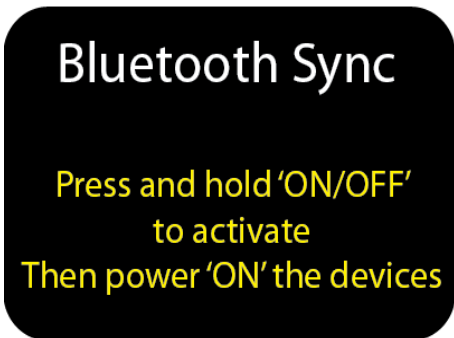 Bluetooth Sync
Press and hold ‘ON/OFF’
to activate
Then power ‘ON’ the devices